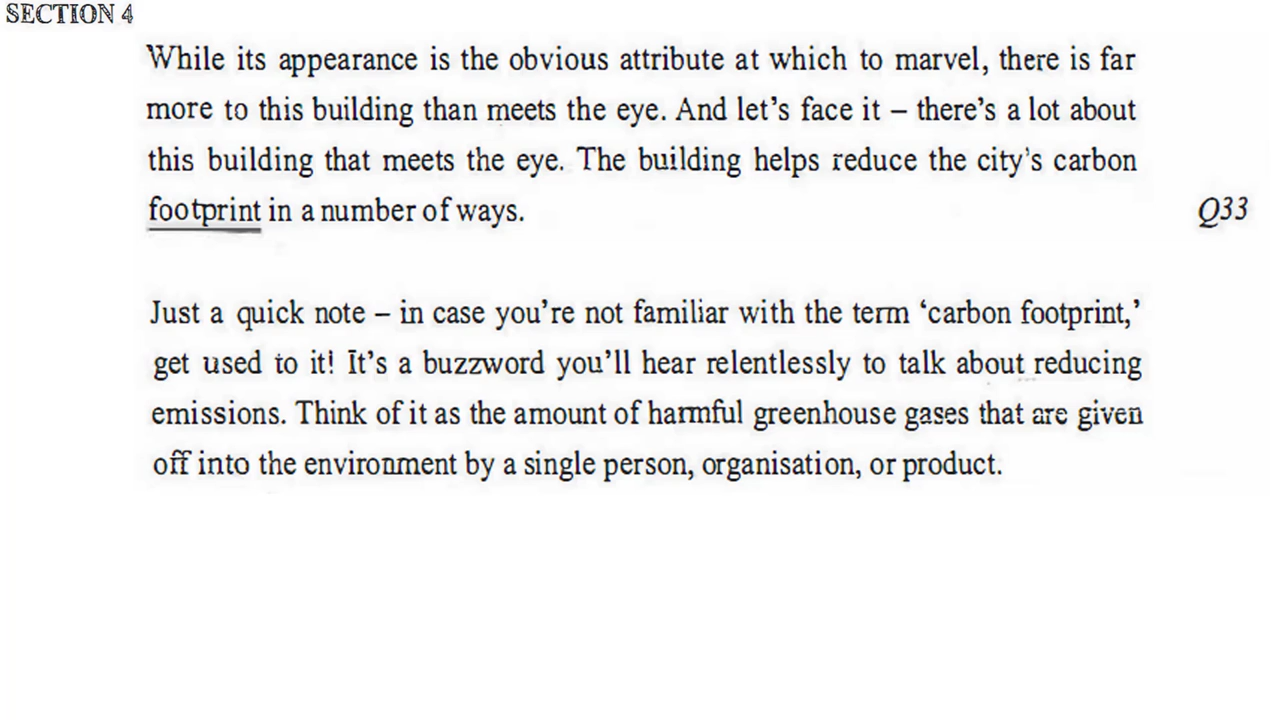 SECTION 4
While its appearance is the obvious attribute at which to marvel, there is far
more to this building than meets the eye. And let's face it – there's a lot about
this building that meets the eye. The building helps reduce the city's carbon
footprint in a number of ways. Q33
Just a quick note – in case you're not familiar with the term 'carbon footprint,'
get used to it! It's a buzzword you'll hear relentlessly to talk about reducing
emissions. Think of it as the amount of harmful greenhouse gases that are given
off into the environment by a single person, organisation, or product.